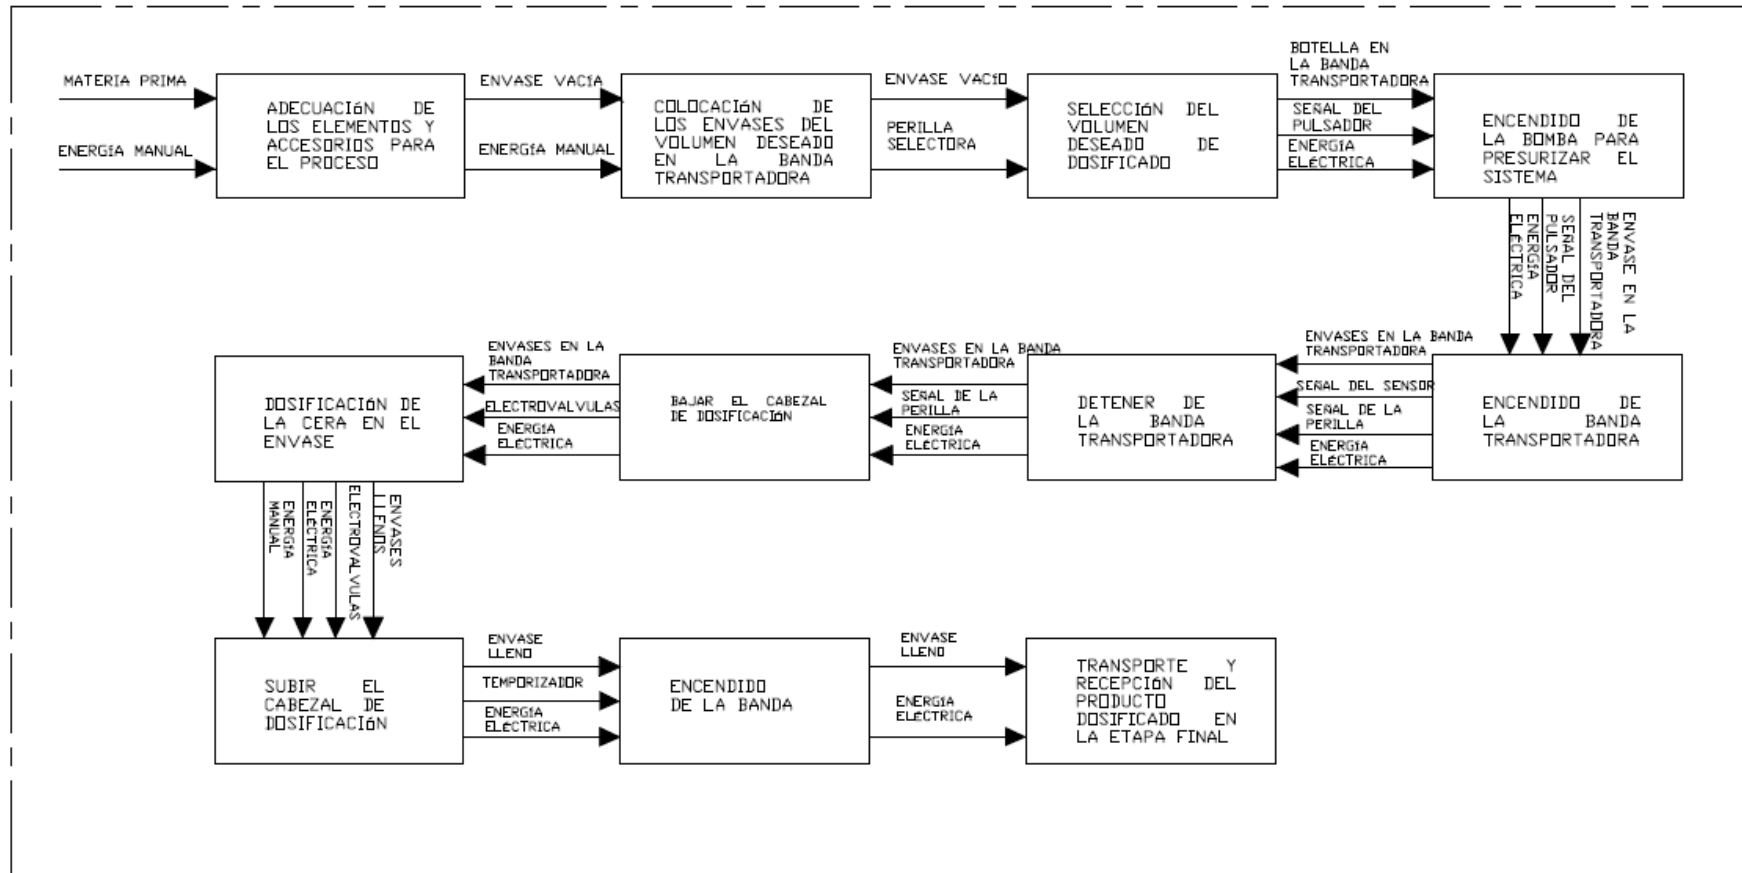 MATERIA PRIMA
ENERGÍA MANUAL
ADECUACIÓN DE
LOS ELEMENTOS Y
ACCESORIOS PARA
EL PROCESO
ENVASE VACÍA
ENERGÍA MANUAL
COLOCACIÓN DE
LOS ENVASES DEL
VOLUMEN DESEADO
EN LA BANDA
TRANSPORTADORA
ENVASE VACÍO
PERILLA
SELECTORA
SELECCIÓN DEL
VOLUMEN
DESEADO DE
DOSIFICADO
BOTELLA EN
LA BANDA
TRANSPORTADORA
SEÑAL DEL
PULSADOR
ENERGÍA
ELÉCTRICA
ENCENDIDO DE
LA BOMBA PARA
PRESURIZAR EL
SISTEMA
ENVASE EN LA
BANDA
TRANSPORTADORA
SEÑAL DEL
PULSADOR
ENERGÍA
ELÉCTRICA
ENCENDIDO DE
LA BANDA
TRANSPORTADORA
ENVASES EN LA BANDA
TRANSPORTADORA
SEÑAL DEL SENSOR
SEÑAL DE LA
PERILLA
ENERGÍA
ELÉCTRICA
DETENER DE
LA BANDA
TRANSPORTADORA
ENVASES EN LA BANDA
TRANSPORTADORA
SEÑAL DE LA
PERILLA
ENERGÍA
ELÉCTRICA
BAJAR EL CABEZAL
DE DOSIFICACIÓN
ENVASES EN LA
BANDA
TRANSPORTADORA
ELECTROVALVULAS
ENERGÍA
ELÉCTRICA
DOSIFICACIÓN DE
LA CERA EN EL
ENVASE
ENVASES
LLENOS
ELECTROVALVULAS
ENERGÍA
ELÉCTRICA
ENERGÍA
MANUAL
SUBIR EL
CABEZAL DE
DOSIFICACIÓN
ENVASE
LLENO
TEMPORIZADOR
ENERGÍA
ELÉCTRICA
ENCENDIDO
DE LA BANDA
ENVASE
LLENO
ENERGÍA
ELÉCTRICA
TRANSPORTE Y
RECEPCIÓN DEL
PRODUCTO
DOSIFICADO EN
LA ETAPA FINAL